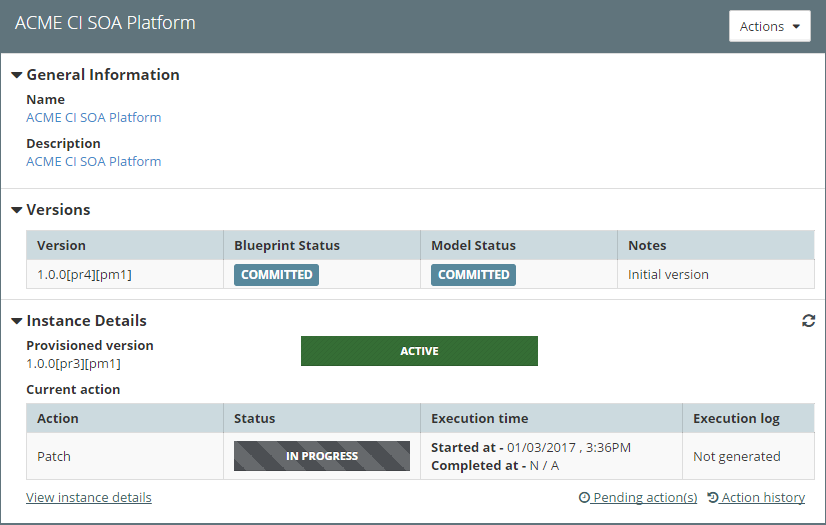 ACME CI SOA Platform
Actions
General Information
Name
ACME CI SOA Platform
Description
ACME CI SOA Platform
Versions
Version Blueprint Status Model Status Notes
1.0.0[pr4][pm1] COMMITTED COMMITTED Initial version
Instance Details
Provisioned version
1.0.0[pr3][pm1]
ACTIVE
Current action
Action Status Execution time Execution log
Patch IN PROGRESS Started at - 01/03/2017 , 3:36PM Not generated
Completed at - N / A
View instance details Pending action(s) Action history